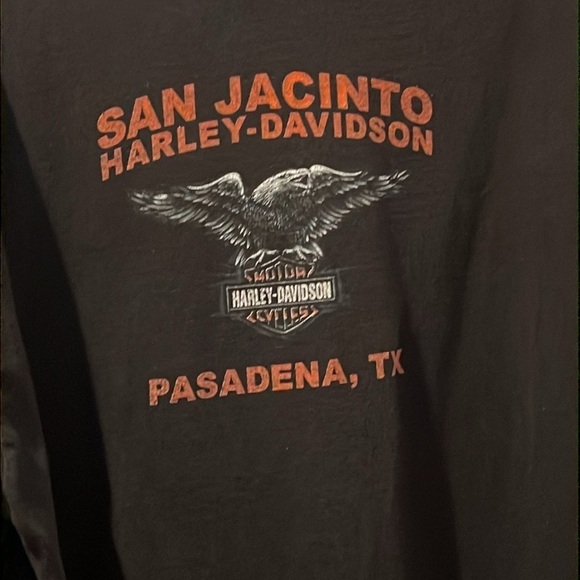 SAN JACINTO
HARLEY-DAVIDSON
MOTOR
HARLEY-DAVIDSON
CYCLES
PASADENA, TX